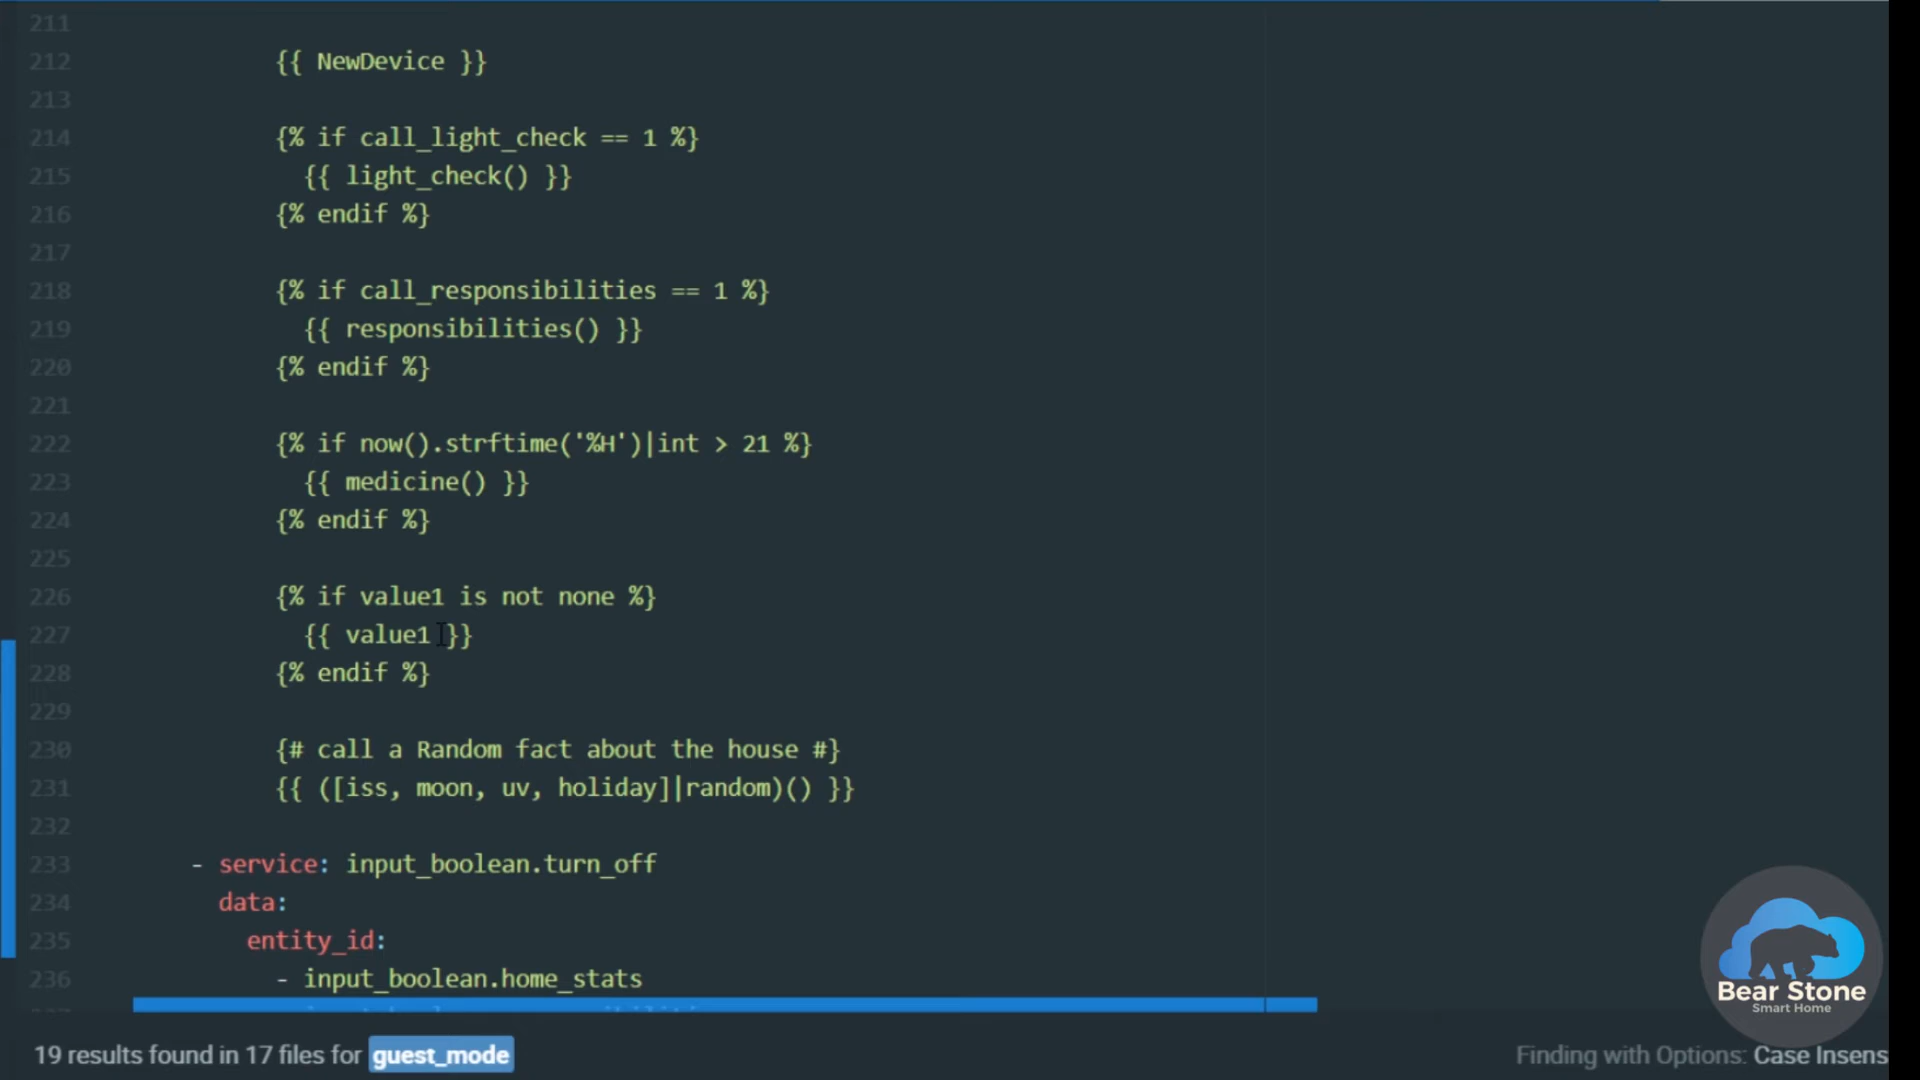 211
212 {{ NewDevice }}
213
214 {% if call_light_check == 1 %}
215 {{ light_check() }}
216 {% endif %}
217
218 {% if call_responsibilities == 1 %}
219 {{ responsibilities() }}
220 {% endif %}
221
222 {% if now().strftime('%H')|int > 21 %}
223 {{ medicine() }}
224 {% endif %}
225
226 {% if value1 is not none %}
227 {{ value1 }}
228 {% endif %}
229
230 {# call a Random fact about the house #}
231 {{ ([iss, moon, uv, holiday]|random)() }}
232
233 - service: input_boolean.turn_off
234 data:
235 entity_id:
236 - input_boolean.home_stats
Bear Stone
Smart Home
19 results found in 17 files for guest_mode
Finding with Options: Case Insens